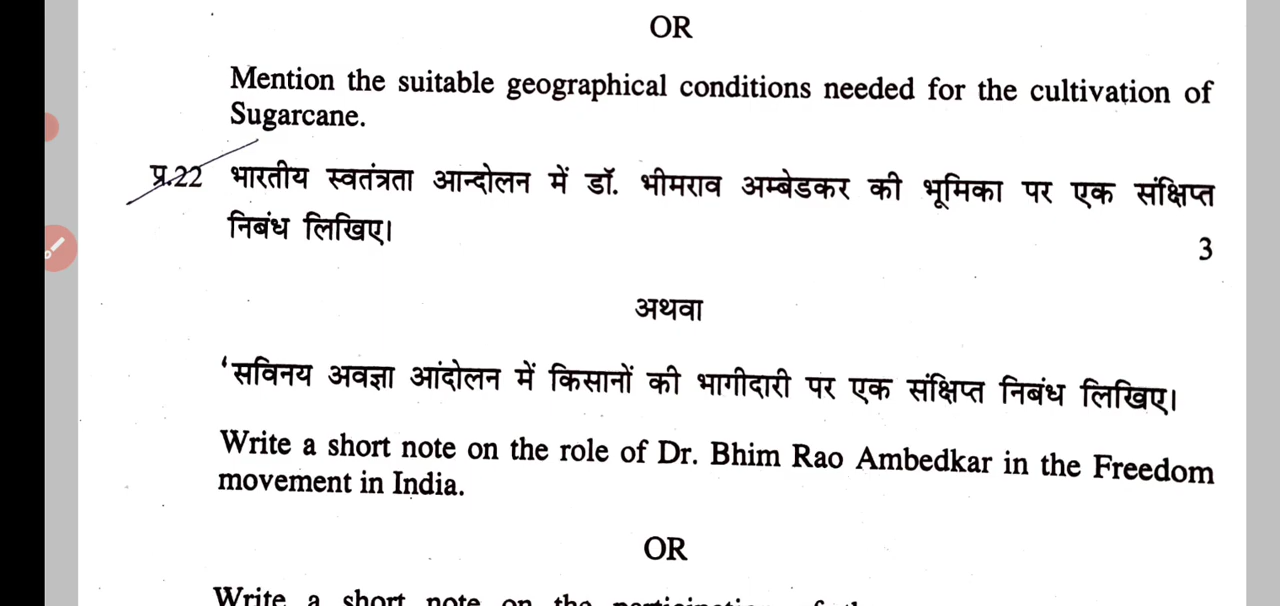 OR
Mention the suitable geographical conditions needed for the cultivation of
Sugarcane.
प्र.22 भारतीय स्वतंत्रता आन्दोलन में डॉ. भीमराव अम्बेडकर की भूमिका पर एक संक्षिप्त
निबंध लिखिए।
3
अथवा
‘सविनय अवज्ञा आंदोलन में किसानों की भागीदारी पर एक संक्षिप्त निबंध लिखिए।
Write a short note on the role of Dr. Bhim Rao Ambedkar in the Freedom
movement in India.
OR
Write a short note on the participation of